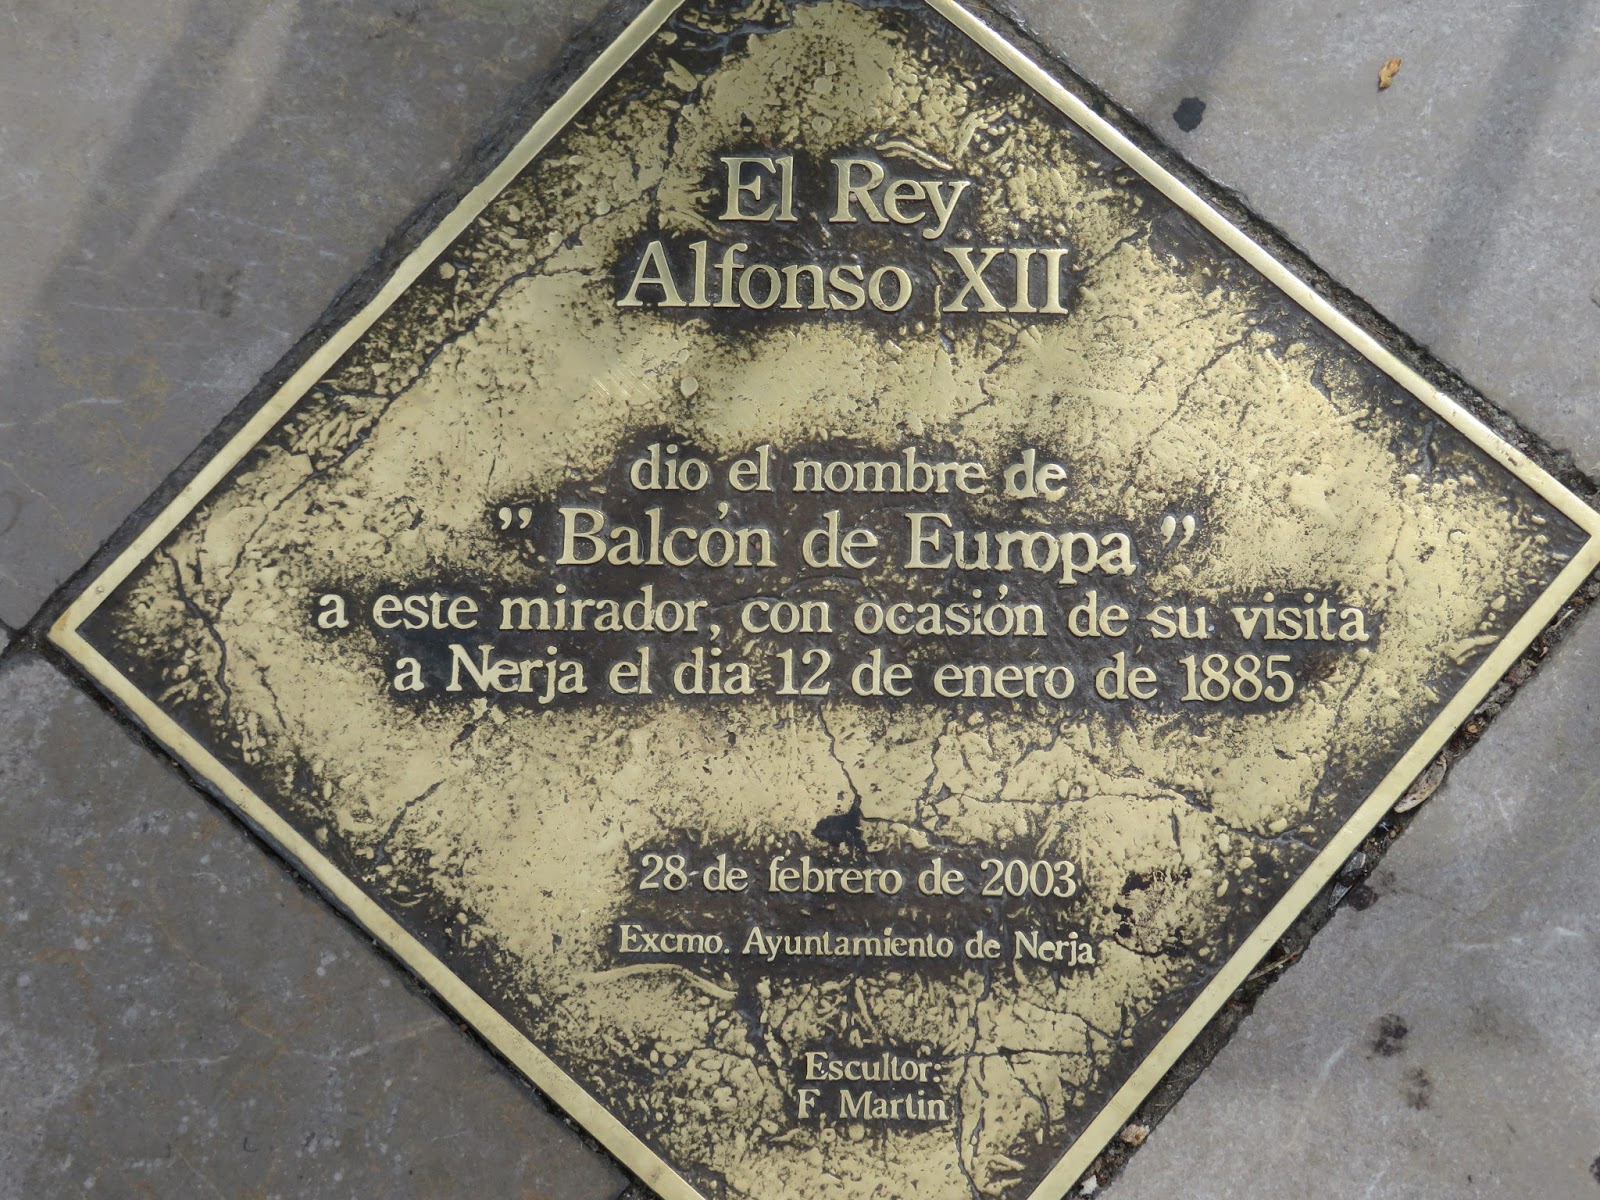 El Rey
Alfonso XII
dio el nombre de
" Balcón de Europa "
a este mirador, con ocasión de su visita
a Nerja el dia 12 de enero de 1885
28 de febrero de 2003
Excmo. Ayuntamiento de Nerja
Escultor:
F. Martin